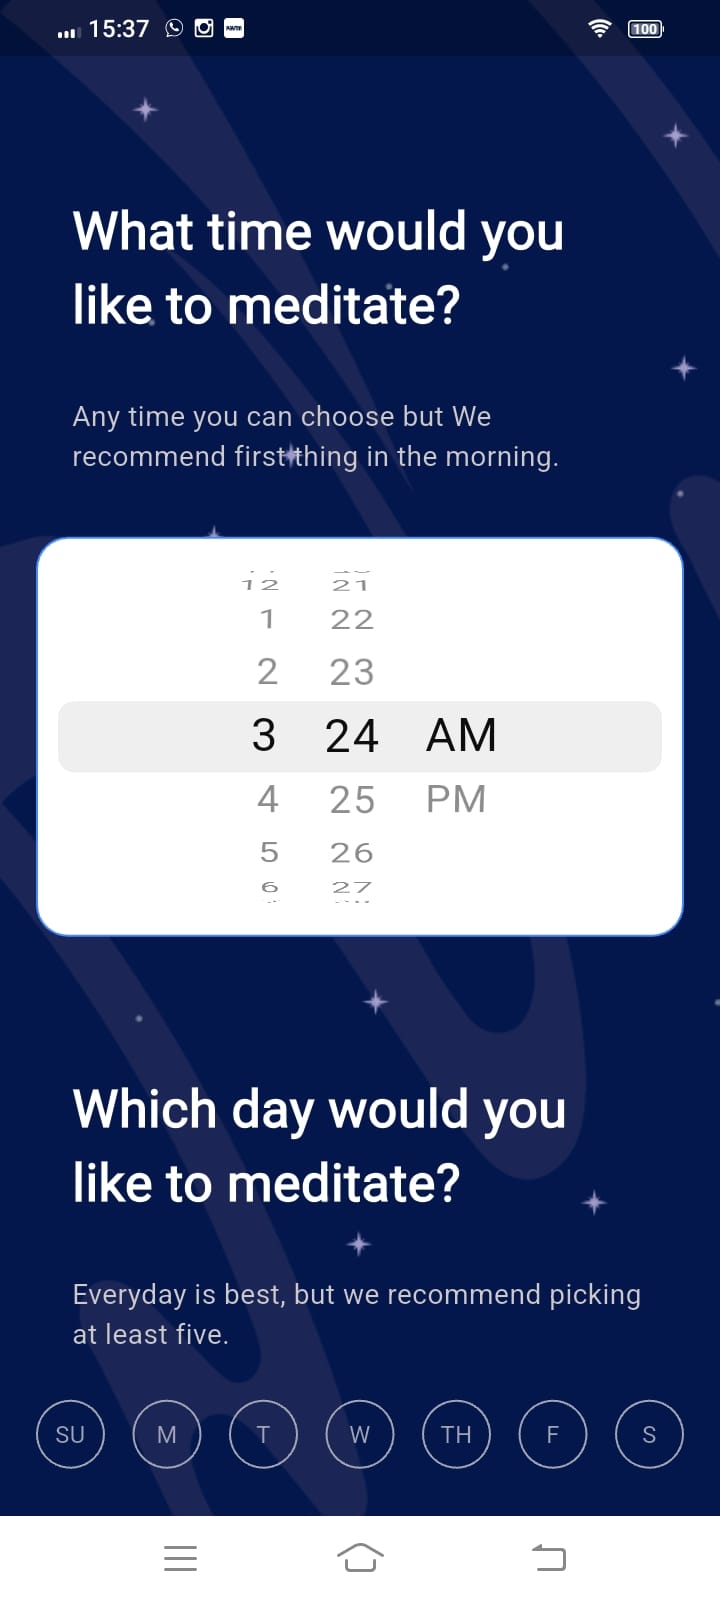 15:37 100
What time would you
like to meditate?
Any time you can choose but We
recommend first thing in the morning.
12 21
1 22
2 23
3 24 AM
4 25 PM
5 26
6 27
Which day would you
like to meditate?
Everyday is best, but we recommend picking
at least five.
SU M T W TH F S